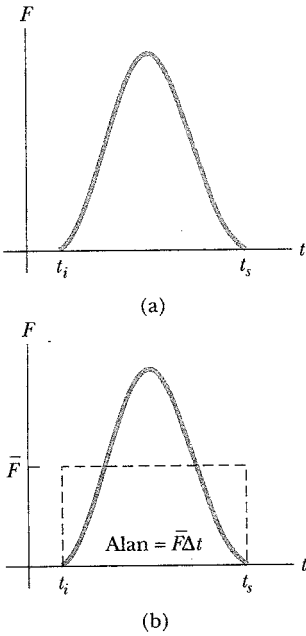 F
t
t_i
t_s
(a)
F
F̄
Alan = F̄Δt
t
t_i
t_s
(b)